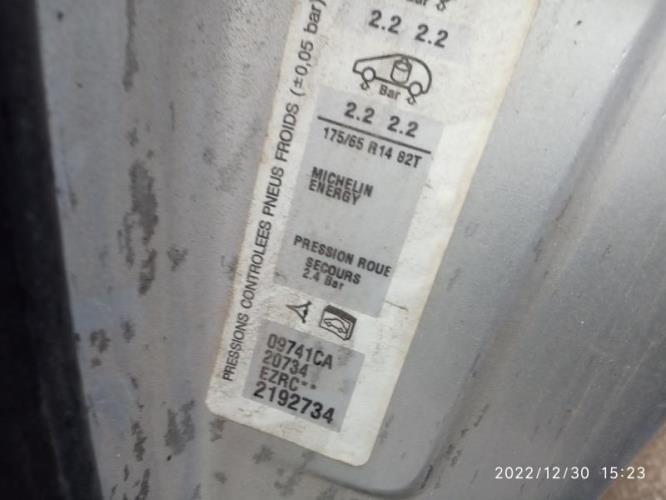 2.2 2.2
Bar
2.2 2.2
175/65 R14 82T
MICHELIN
ENERGY
PRESSION ROUE
SECOURS
2.4 Bar
PRESSIONS CONTROLEES PNEUS FROIDS (±0,05 bar)
09741CA
20734
EZRC**
2192734
2022/12/30 15:23